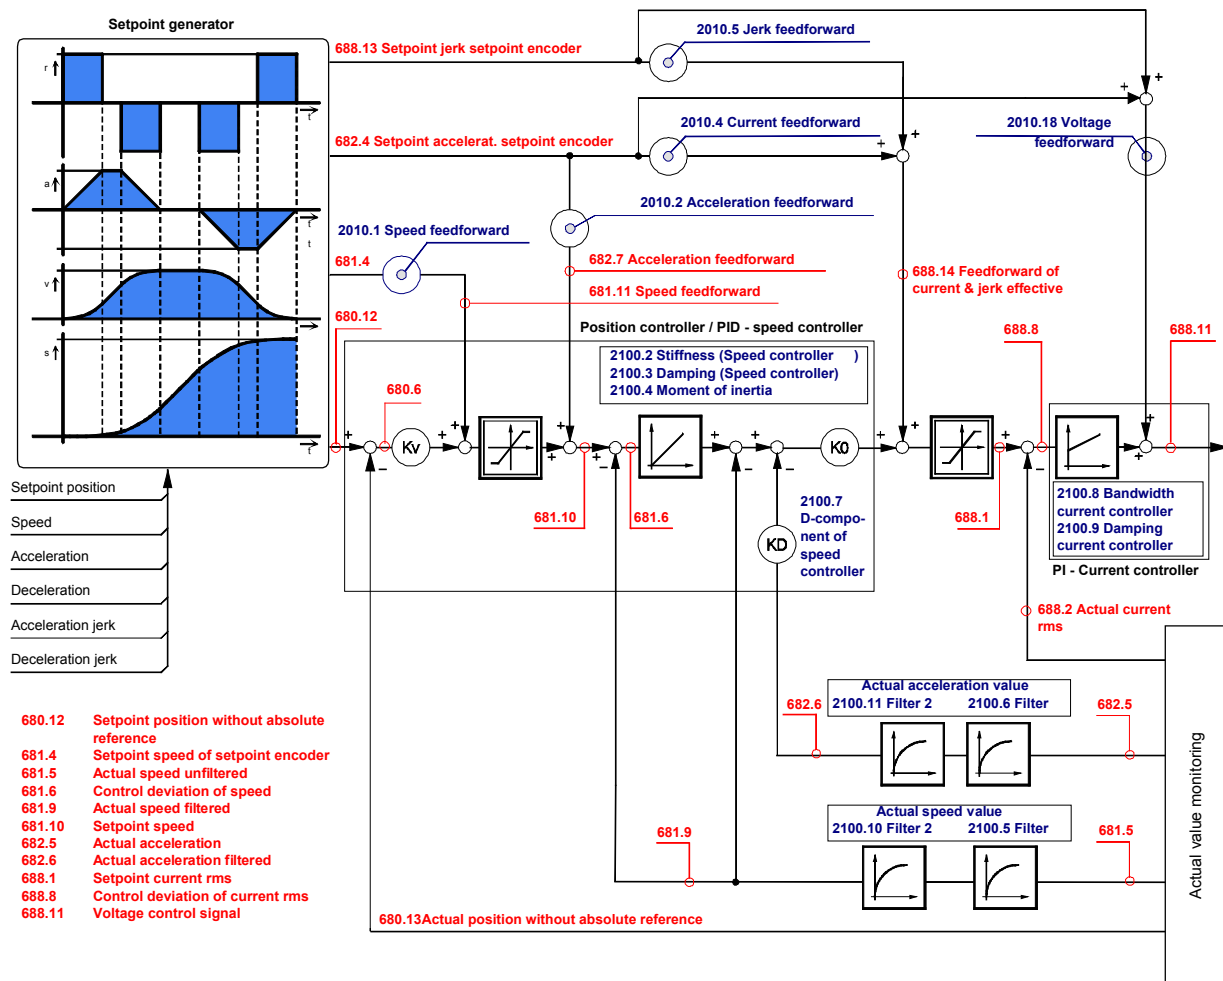 Setpoint generator
r
t
a
t
t
v
s
t
688.13 Setpoint jerk setpoint encoder
2010.5 Jerk feedforward
+
+
+
+
682.4 Setpoint accelerat. setpoint encoder
2010.4 Current feedforward
+
2010.18 Voltage
feedforward
2010.2 Acceleration feedforward
2010.1 Speed feedforward
681.4
682.7 Acceleration feedforward
681.11 Speed feedforward
688.14 Feedforward of
current & jerk effective
680.12
Position controller / PID - speed controller
688.8
688.11
2100.2 Stiffness (Speed controller )
2100.3 Damping (Speed controller)
2100.4 Moment of inertia
680.6
+
–
Kv
+
+
+
+
+
–
+
–
+
–
K0
+
+
+
–
+
+
681.10
681.6
2100.7
D-compo-
nent of
speed
controller
KD
688.1
2100.8 Bandwidth
current controller
2100.9 Damping
current controller
PI - Current controller
Setpoint position
Speed
Acceleration
Deceleration
Acceleration jerk
Deceleration jerk
688.2 Actual current
rms
Actual acceleration value
2100.11 Filter 2 2100.6 Filter
682.6
682.5
Actual value monitoring
Actual speed value
2100.10 Filter 2 2100.5 Filter
681.9
681.5
680.13Actual position without absolute reference
680.12 Setpoint position without absolute
reference
681.4 Setpoint speed of setpoint encoder
681.5 Actual speed unfiltered
681.6 Control deviation of speed
681.9 Actual speed filtered
681.10 Setpoint speed
682.5 Actual acceleration
682.6 Actual acceleration filtered
688.1 Setpoint current rms
688.8 Control deviation of current rms
688.11 Voltage control signal